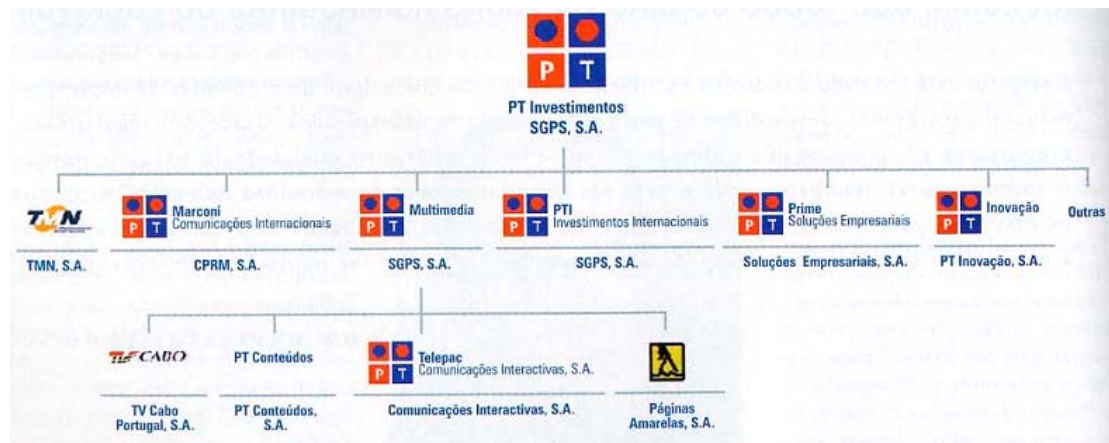 P T
PT Investimentos
SGPS, S.A.
TMN
P T
Marconi
Comunicações Internacionais
P T
Multimedia
P T
PTI
Investimentos Internacionais
P T
Prime
Soluções Empresariais
P T
Inovação
Outras
TMN, S.A.
CPRM, S.A.
SGPS, S.A.
SGPS, S.A.
Soluções Empresariais, S.A.
PT Inovação, S.A.
CABO
PT Conteúdos
P T
Telepac
Comunicações Interactivas, S.A.
TV Cabo
Portugal, S.A.
PT Conteúdos,
S.A.
Comunicações Interactivas, S.A.
Páginas
Amarelas, S.A.